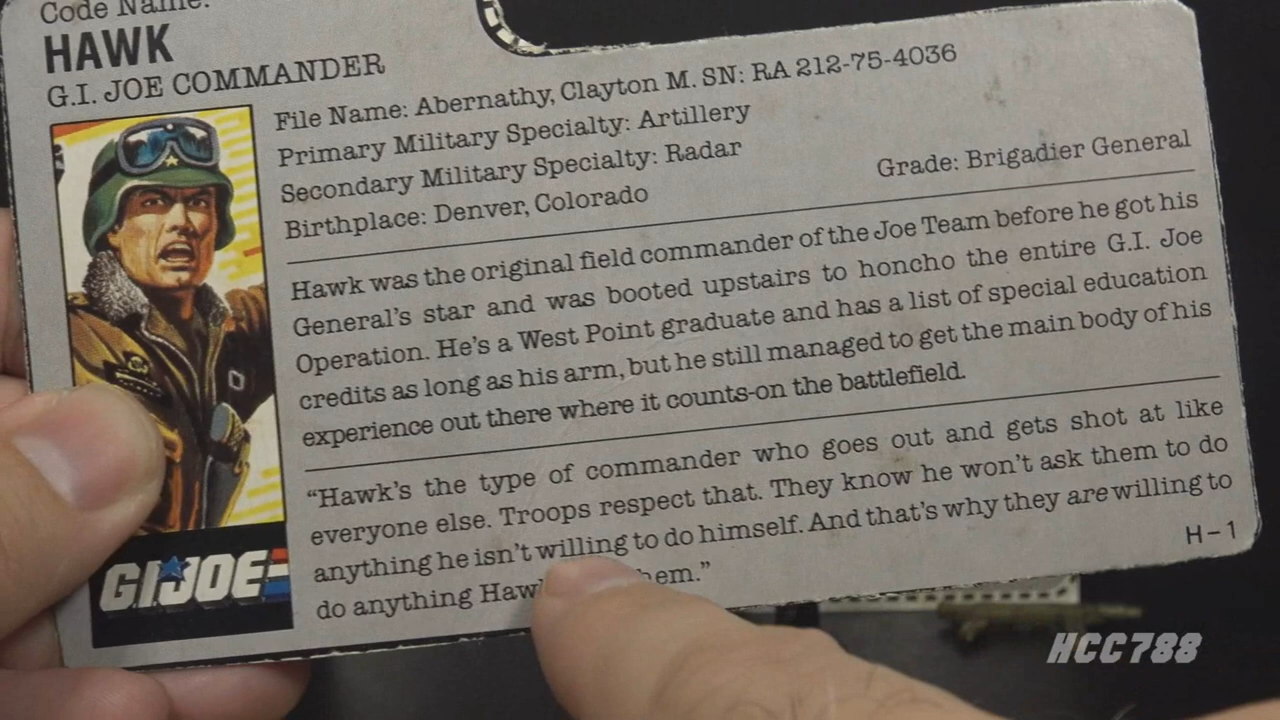 Code Name:
HAWK
G.I. JOE COMMANDER
File Name: Abernathy, Clayton M. SN: RA 212-75-4036
Primary Military Specialty: Artillery
Secondary Military Specialty: Radar
Birthplace: Denver, Colorado
Grade: Brigadier General
Hawk was the original field commander of the Joe Team before he got his
General's star and was booted upstairs to honcho the entire G.I. Joe
Operation. He's a West Point graduate and has a list of special education
credits as long as his arm, but he still managed to get the main body of his
experience out there where it counts-on the battlefield.
"Hawk's the type of commander who goes out and gets shot at like
everyone else. Troops respect that. They know he won't ask them to do
anything he isn't willing to do himself. And that's why they are willing to
do anything
H-1
G.I. JOE
HCC788